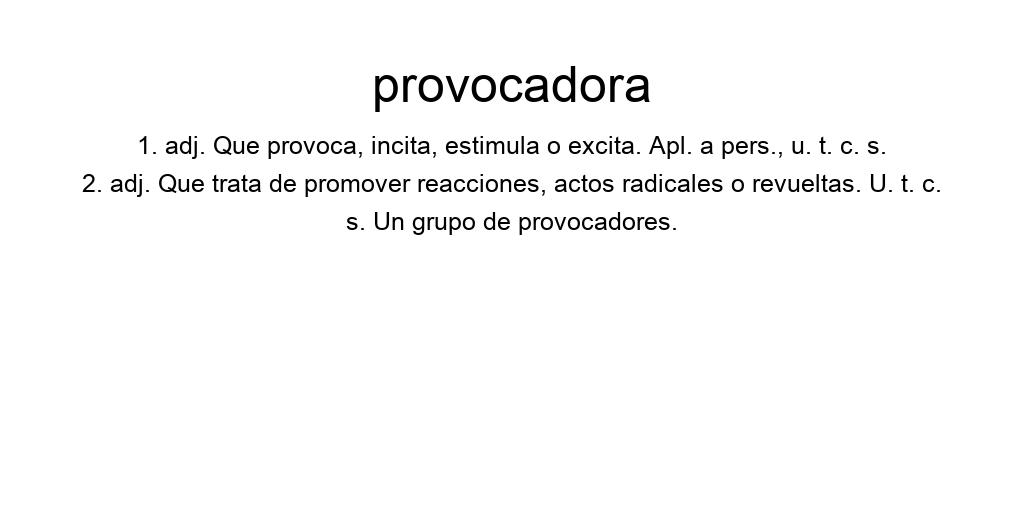 provocadora
1. adj. Que provoca, incita, estimula o excita. Apl. a pers., u. t. c. s.
2. adj. Que trata de promover reacciones, actos radicales o revueltas. U. t. c.
s. Un grupo de provocadores.